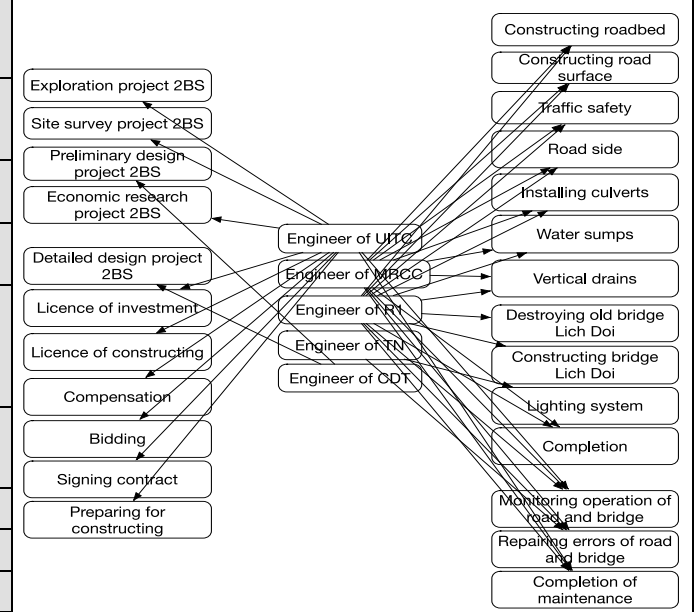 Exploration project 2BS
Site survey project 2BS
Preliminary design
project 2BS
Economic research
project 2BS
Detailed design project
2BS
Licence of investment
Licence of constructing
Compensation
Bidding
Signing contract
Preparing for
constructing
Engineer of UITC
Engineer of MRCC
Engineer of R1
Engineer of TN
Engineer of CDT
Constructing roadbed
Constructing road
surface
Traffic safety
Road side
Installing culverts
Water sumps
Vertical drains
Destroying old bridge
Lich Doi
Constructing bridge
Lich Doi
Lighting system
Completion
Monitoring operation of
road and bridge
Repairing errors of road
and bridge
Completion of
maintenance